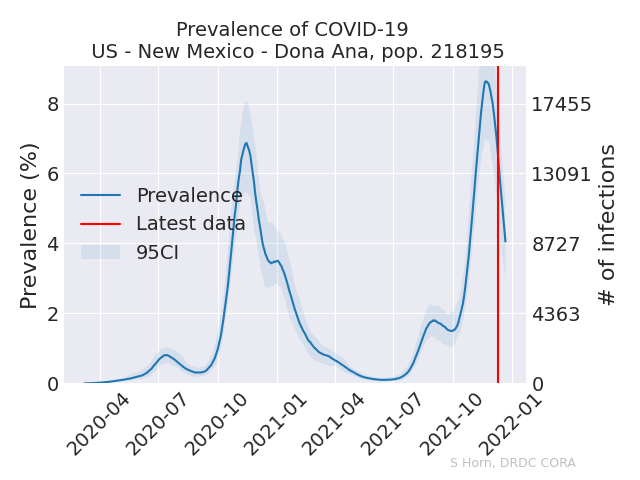 Prevalence of COVID-19
US - New Mexico - Dona Ana, pop. 218195
Prevalence (%)
8
6
4
2
0
17455
13091
8727
4363
0
# of infections
Prevalence
Latest data
95CI
2020-04
2020-07
2020-10
2021-01
2021-04
2021-07
2021-10
2022-01
S Horn, DRDC CORA